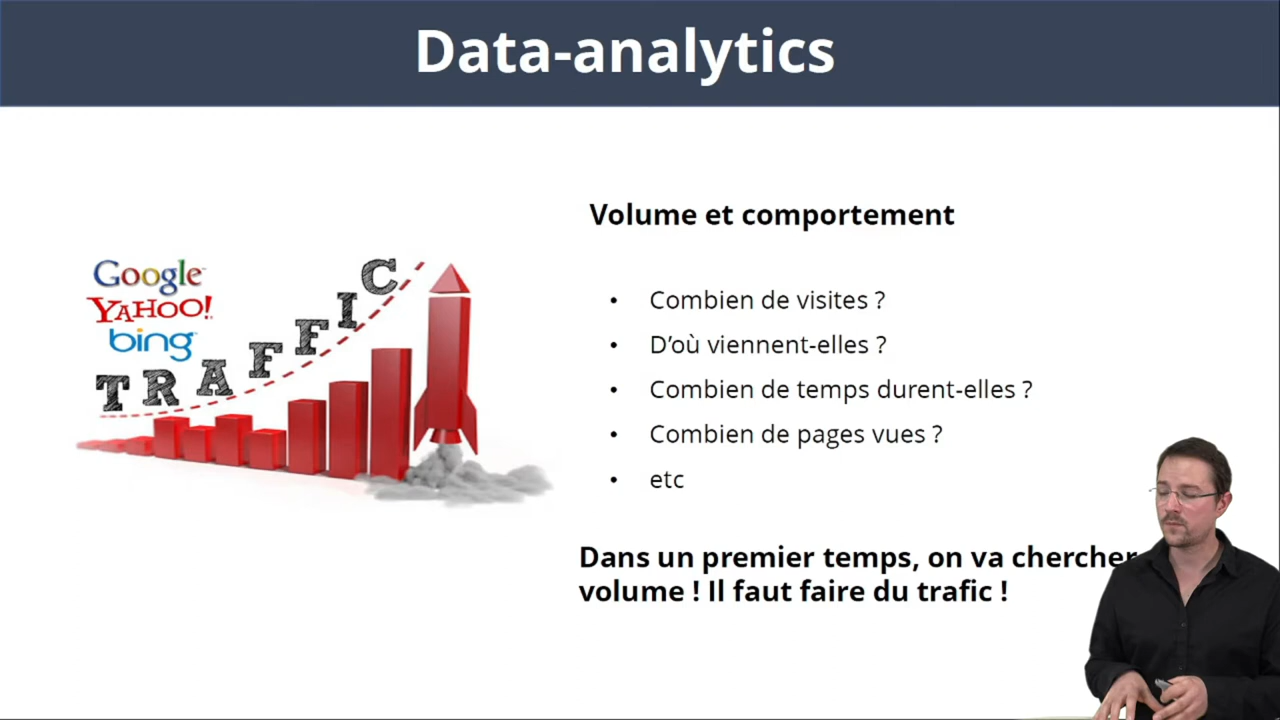 Data-analytics
Volume et comportement
Google
YAHOO!
bing
TRAFFIC
• Combien de visites ?
• D'où viennent-elles ?
• Combien de temps durent-elles ?
• Combien de pages vues ?
• etc
Dans un premier temps, on va chercher
volume ! Il faut faire du trafic !